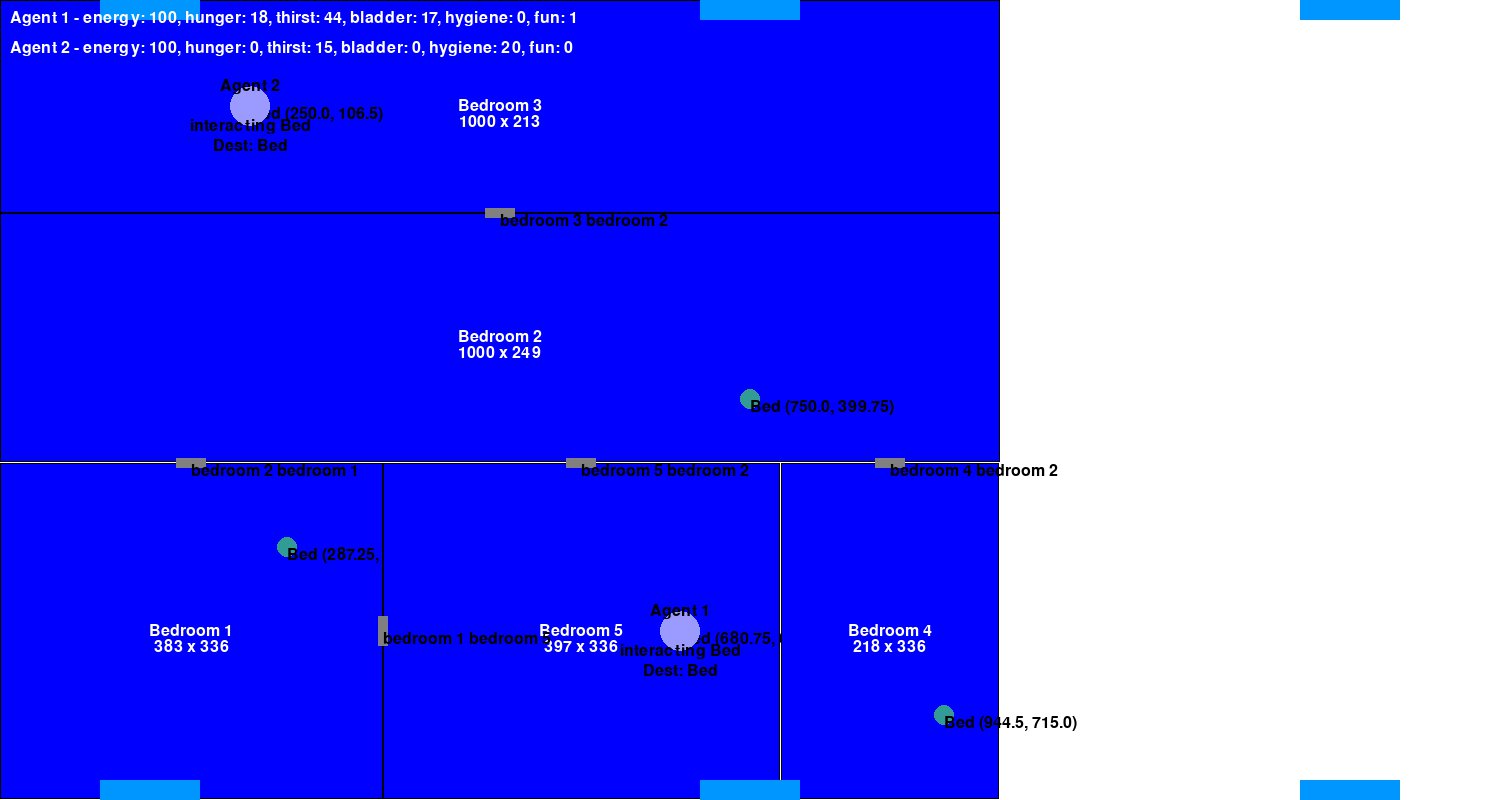 Agent 1 - energy: 100, hunger: 18, thirst: 44, bladder: 17, hygiene: 0, fun: 1
Agent 2 - energy: 100, hunger: 0, thirst: 15, bladder: 0, hygiene: 20, fun: 0
Agent 2
(250.0, 106.5)
interacting Bed
Dest: Bed
Bedroom 3
1000 x 213
bedroom 3 bedroom 2
Bedroom 2
1000 x 249
Bed (750.0, 399.75)
bedroom 2 bedroom 1
bedroom 5 bedroom 2
bedroom 4 bedroom 2
Bed (287.25,
Bedroom 1
383 x 336
bedroom 1 bedroom
Bedroom 5
397 x 336
Agent 1
(680.75,
interacting Bed
Dest: Bed
Bedroom 4
218 x 336
Bed (944.5, 715.0)